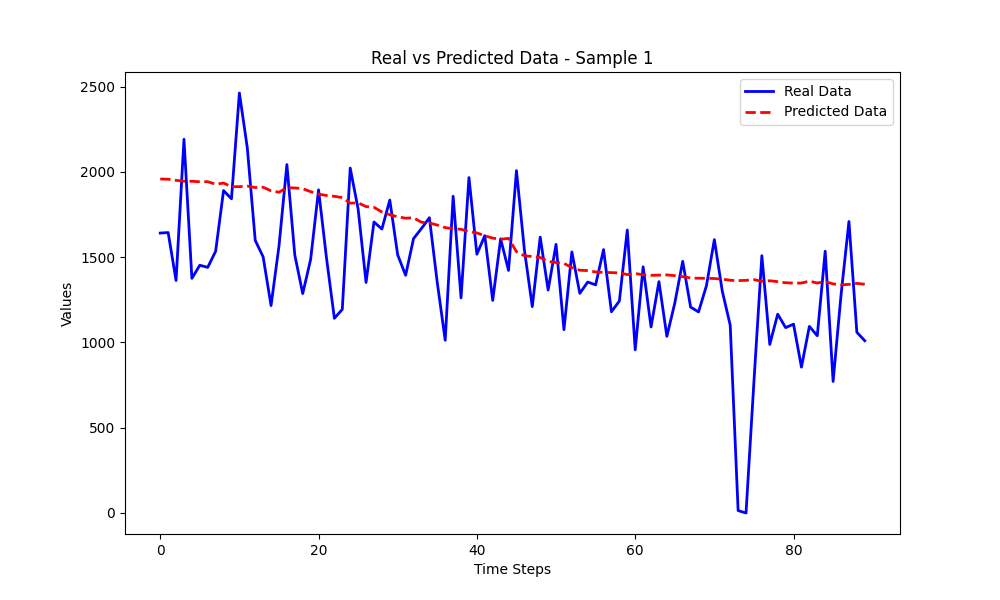 Real vs Predicted Data - Sample 1
Real Data
Predicted Data
2500
2000
1500
1000
500
0
Values
0 20 40 60 80
Time Steps